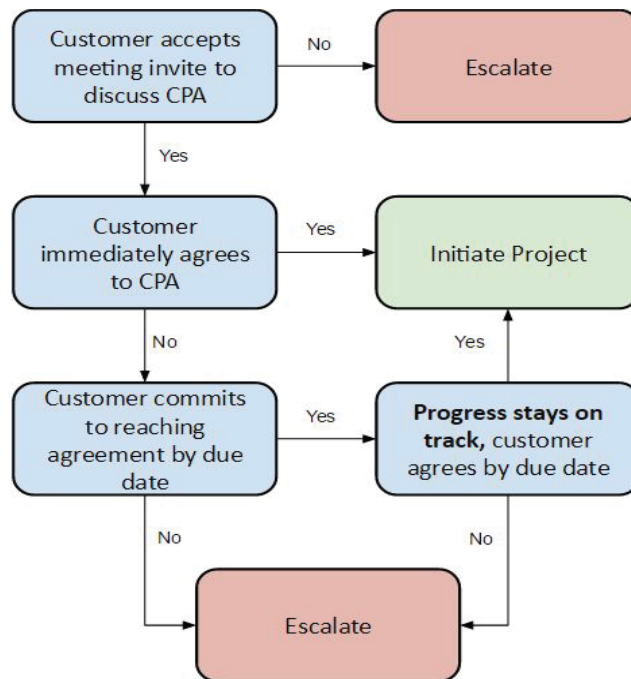 Customer accepts
meeting invite to
discuss CPA
No
Escalate
Yes
Customer
immediately agrees
to CPA
Yes
Initiate Project
No
Yes
Customer commits
to reaching
agreement by due
date
Yes
Progress stays on
track, customer
agrees by due date
No
No
Escalate